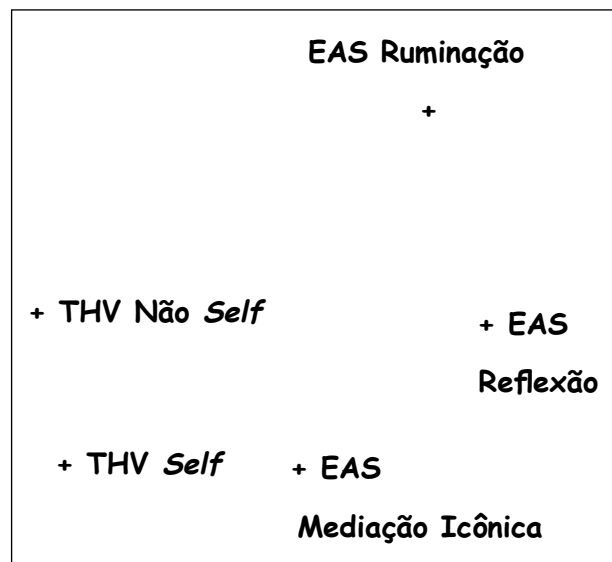 EAS Ruminação
+
+ THV Não Self
+ EAS
Reflexão
+ THV Self
+ EAS
Mediação Icônica